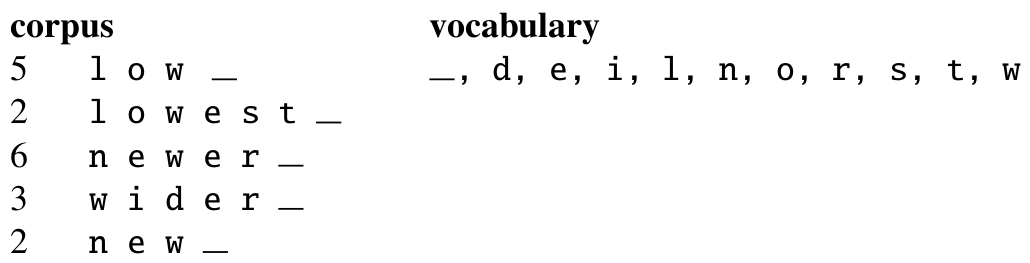 corpus vocabulary
5 l o w _ _, d, e, i, l, n, o, r, s, t, w
2 l o w e s t _
6 n e w e r _
3 w i d e r _
2 n e w _